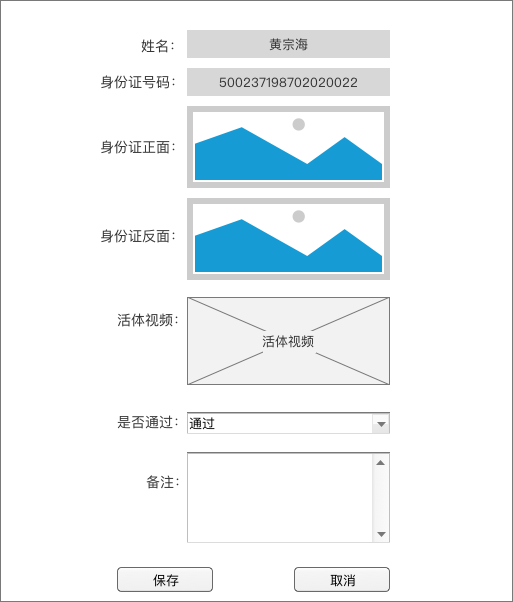 姓名：
黄宗海
身份证号码：
500237198702020022
身份证正面：
身份证反面：
活体视频：
活体视频
是否通过：
通过
备注：
保存
取消